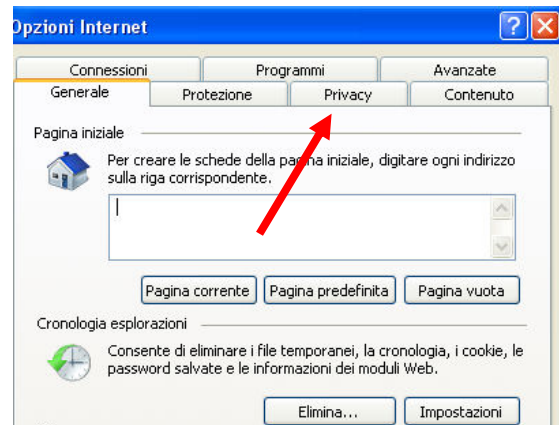 Opzioni Internet
Connessioni Programmi Avanzate
Generale Protezione Privacy Contenuto
Pagina iniziale
Per creare le schede della pagina iniziale, digitare ogni indirizzo
sulla riga corrispondente.
Pagina corrente Pagina predefinita Pagina vuota
Cronologia esplorazioni
Consente di eliminare i file temporanei, la cronologia, i cookie, le
password salvate e le informazioni dei moduli Web.
Elimina... Impostazioni